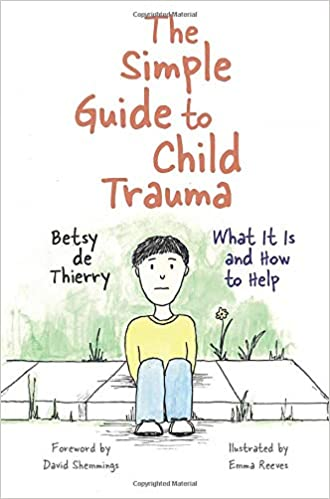 The
Simple
Guide to
Child
Trauma
Betsy
de
Thierry
What It Is
and How
to Help
Foreword by
David Shemmings
Illustrated by
Emma Reeves